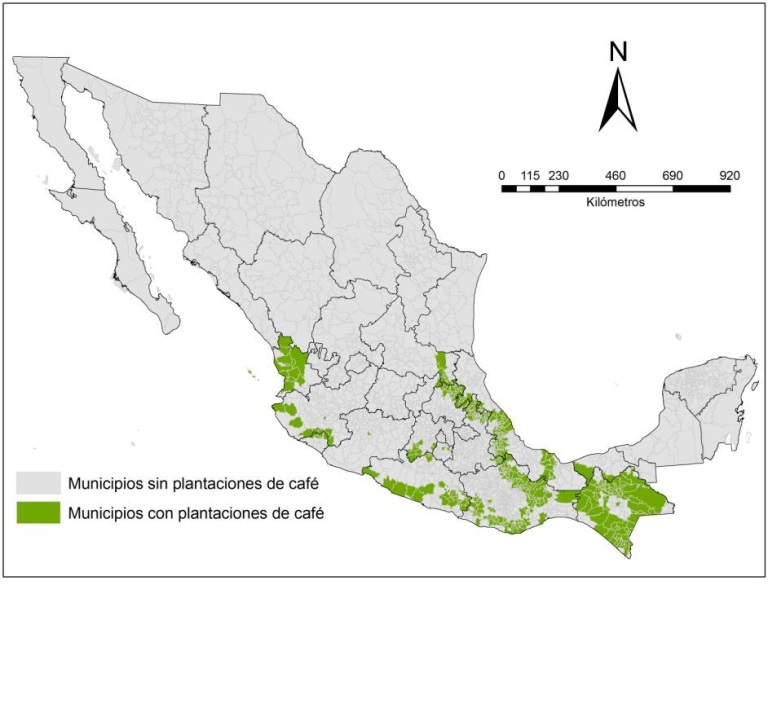 N
0 115 230 460 690 920
Kilómetros
Municipios sin plantaciones de café
Municipios con plantaciones de café